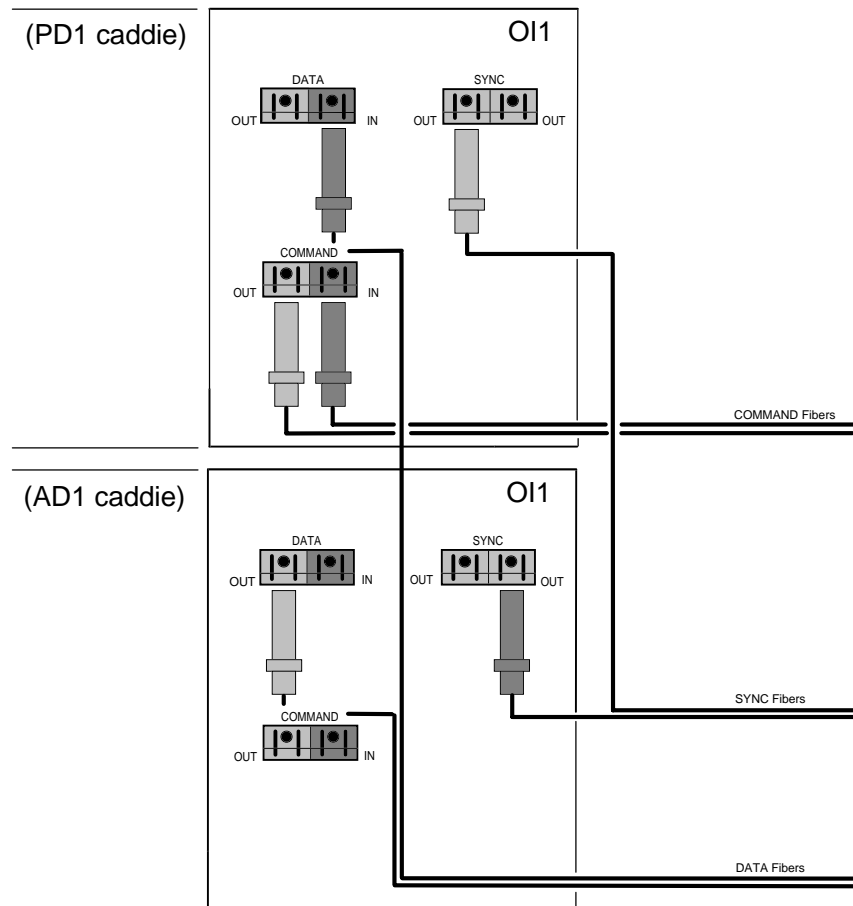 (PD1 caddie)
OI1
DATA
OUT
IN
SYNC
OUT
OUT
COMMAND
OUT
IN
COMMAND Fibers
(AD1 caddie)
OI1
DATA
OUT
IN
SYNC
OUT
OUT
SYNC Fibers
COMMAND
OUT
IN
DATA Fibers